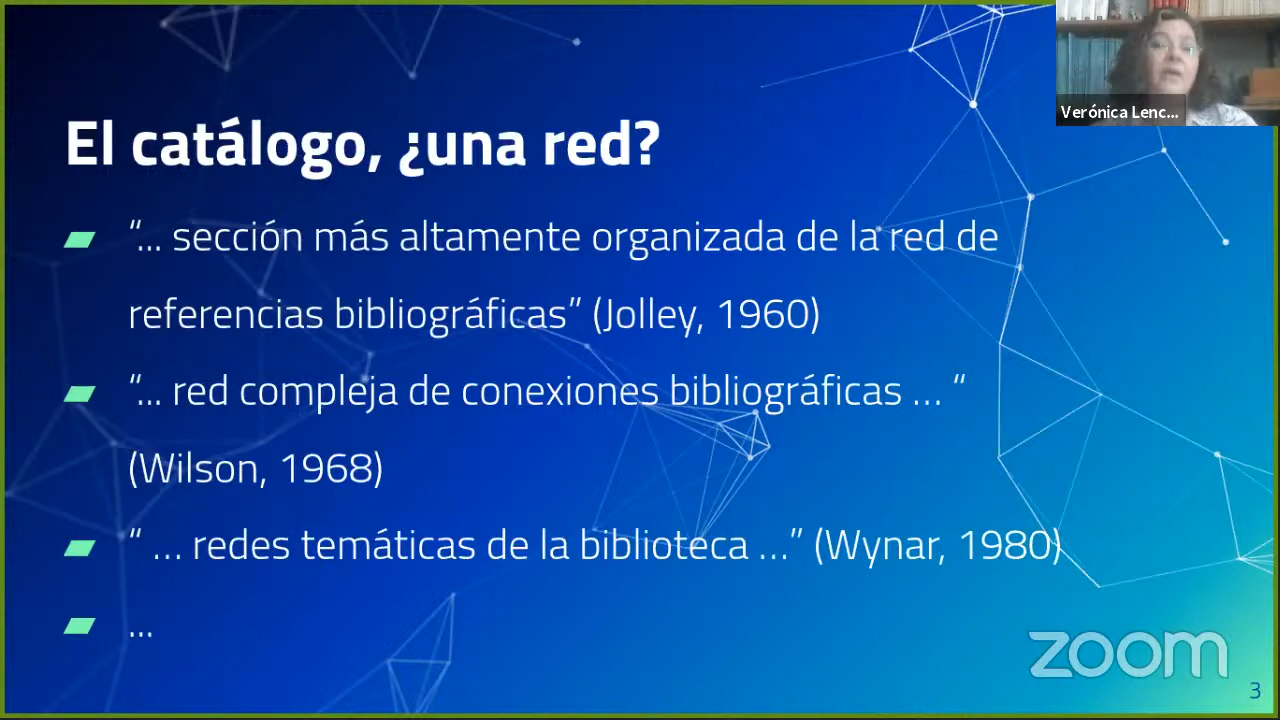 El catálogo, ¿una red?
“... sección más altamente organizada de la red de
referencias bibliográficas” (Jolley, 1960)
“... red compleja de conexiones bibliográficas ... “
(Wilson, 1968)
“ ... redes temáticas de la biblioteca ...” (Wynar, 1980)
...
Verónica Lenc...
zoom
3